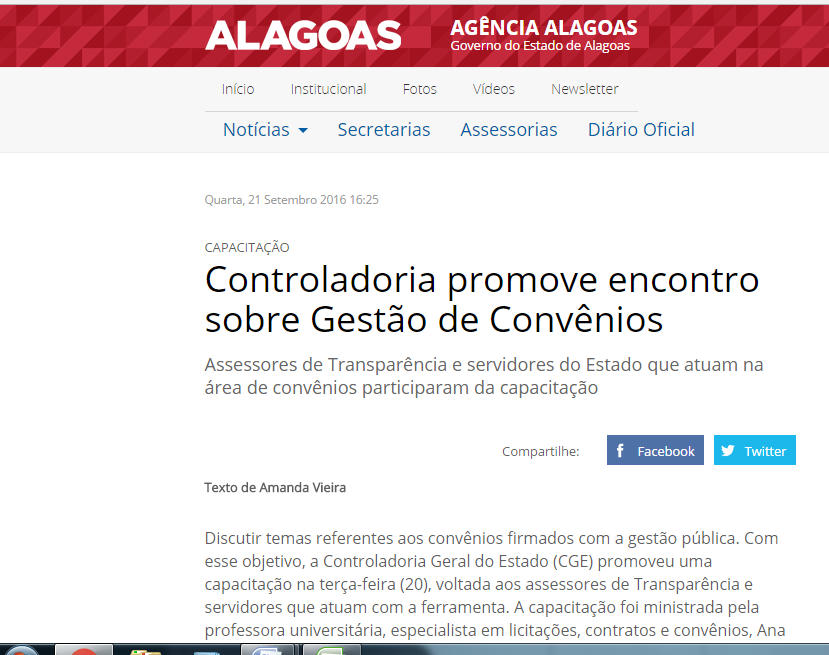 ALAGOAS
AGÊNCIA ALAGOAS
Governo do Estado de Alagoas
Início Institucional Fotos Vídeos Newsletter
Notícias Secretarias Assessorias Diário Oficial
Quarta, 21 Setembro 2016 16:25
CAPACITAÇÃO
Controladoria promove encontro
sobre Gestão de Convênios
Assessores de Transparência e servidores do Estado que atuam na
área de convênios participaram da capacitação
Compartilhe: Facebook Twitter
Texto de Amanda Vieira
Discutir temas referentes aos convênios firmados com a gestão pública. Com
esse objetivo, a Controladoria Geral do Estado (CGE) promoveu uma
capacitação na terça-feira (20), voltada aos assessores de Transparência e
servidores que atuam com a ferramenta. A capacitação foi ministrada pela
professora universitária, especialista em licitações, contratos e convênios, Ana